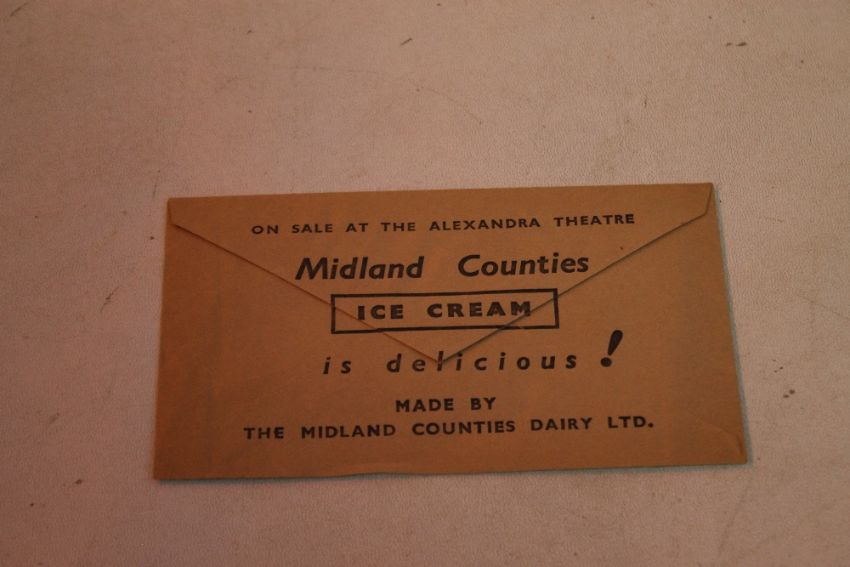 ON SALE AT THE ALEXANDRA THEATRE
Midland Counties
ICE CREAM
is delicious!
MADE BY
THE MIDLAND COUNTIES DAIRY LTD.